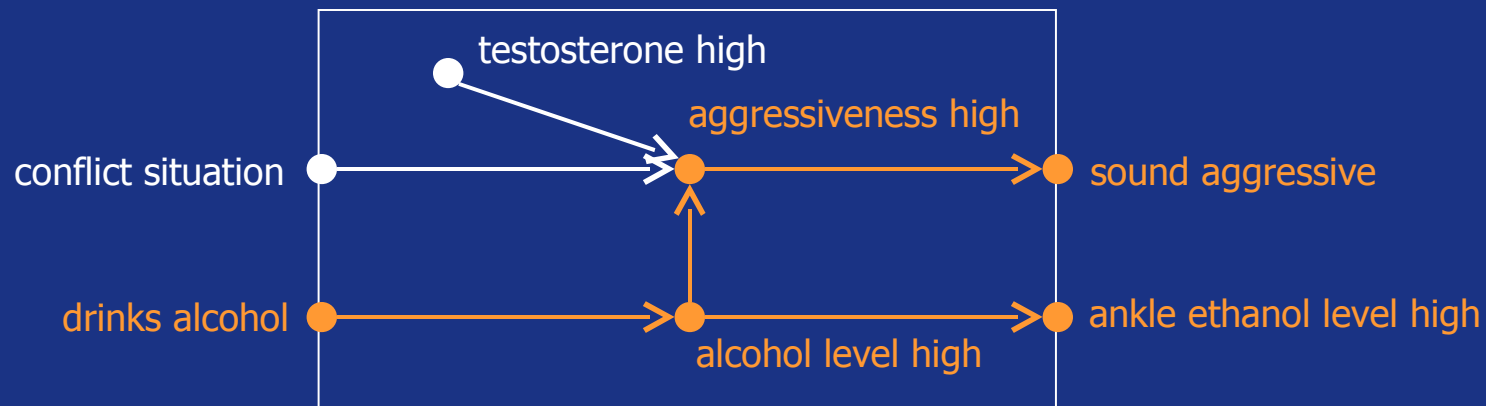 testosterone high
aggressiveness high
conflict situation
sound aggressive
drinks alcohol
ankle ethanol level high
alcohol level high